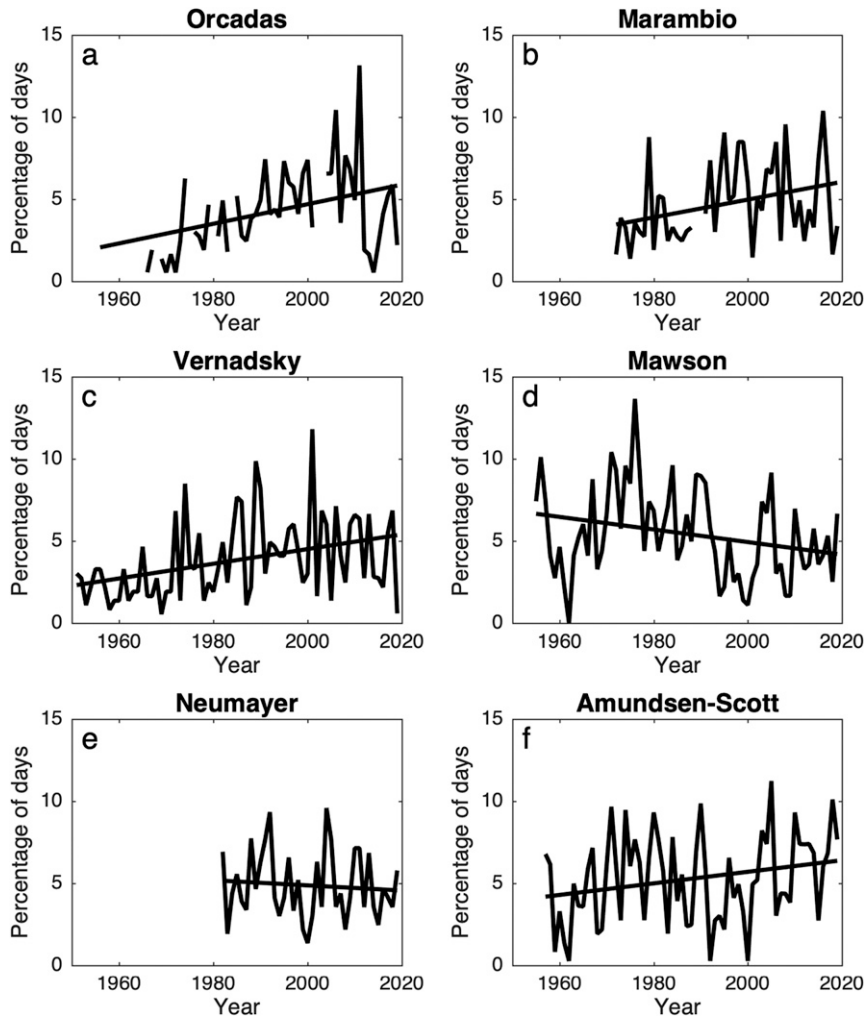 Orcadas
a
Percentage of days
15
10
5
0
1960 1980 2000 2020
Year
Marambio
b
Percentage of days
15
10
5
0
1960 1980 2000 2020
Year
Vernadsky
c
Percentage of days
15
10
5
0
1960 1980 2000 2020
Year
Mawson
d
Percentage of days
15
10
5
0
1960 1980 2000 2020
Year
Neumayer
e
Percentage of days
15
10
5
0
1960 1980 2000 2020
Year
Amundsen-Scott
f
Percentage of days
15
10
5
0
1960 1980 2000 2020
Year